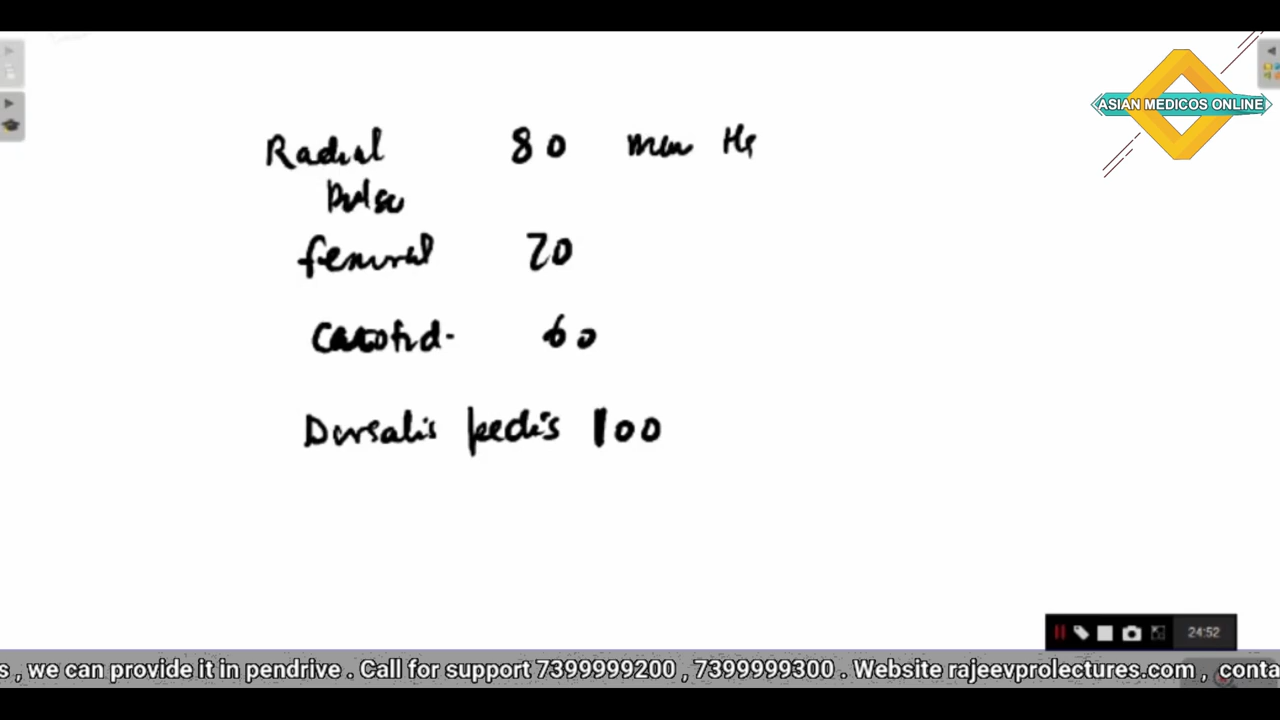 ASIAN MEDICOS ONLINE
Radial 80 mm Hg
Pulse
femoral 70
Carotid
60
Dorsalis pedis 100
24:52
s , we can provide it in pendrive . Call for support 7399999200 , 7399999300 . Website rajeevprolectures.com , conta